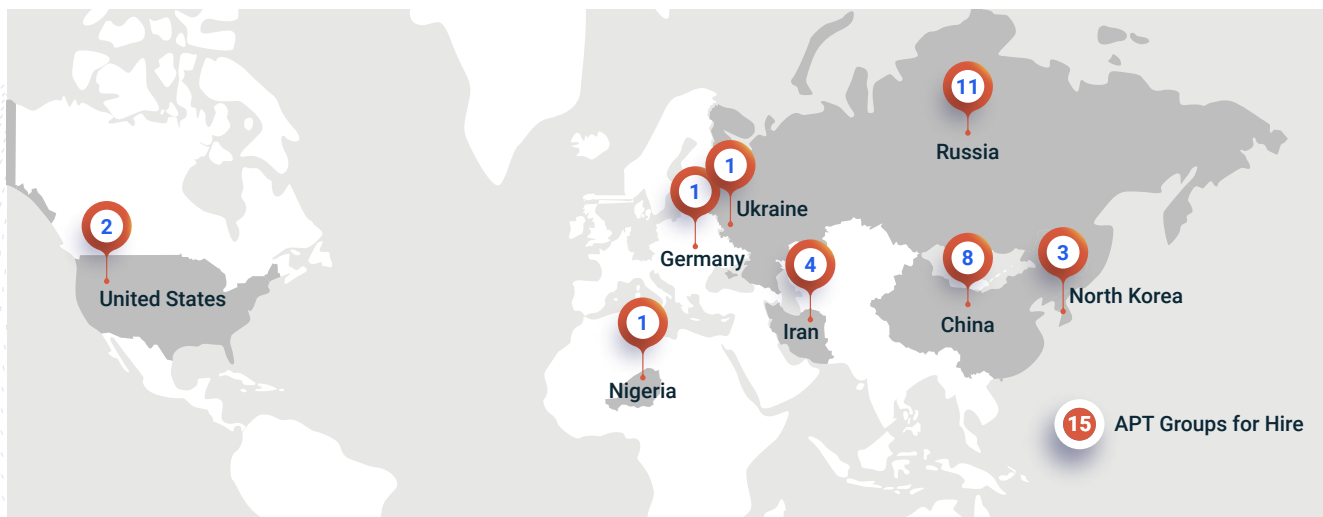 11
Russia
1
Ukraine
1
Germany
2
United States
4
Iran
8
China
3
North Korea
1
Nigeria
15 APT Groups for Hire